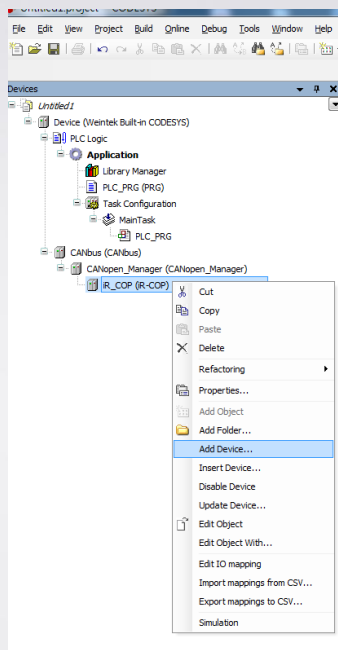 Untitled1.project - CODESYS
File Edit View Project Build Online Debug Tools Window Help
Devices
Untitled1
Device (Weintek Built-in CODESYS)
PLC Logic
Application
Library Manager
PLC_PRG (PRG)
Task Configuration
MainTask
PLC_PRG
CANbus (CANbus)
CANopen_Manager (CANopen_Manager)
iR_COP (iR-COP)
Cut
Copy
Paste
Delete
Refactoring
Properties...
Add Object
Add Folder...
Add Device...
Insert Device...
Disable Device
Update Device...
Edit Object
Edit Object With...
Edit IO mapping
Import mappings from CSV...
Export mappings to CSV...
Simulation